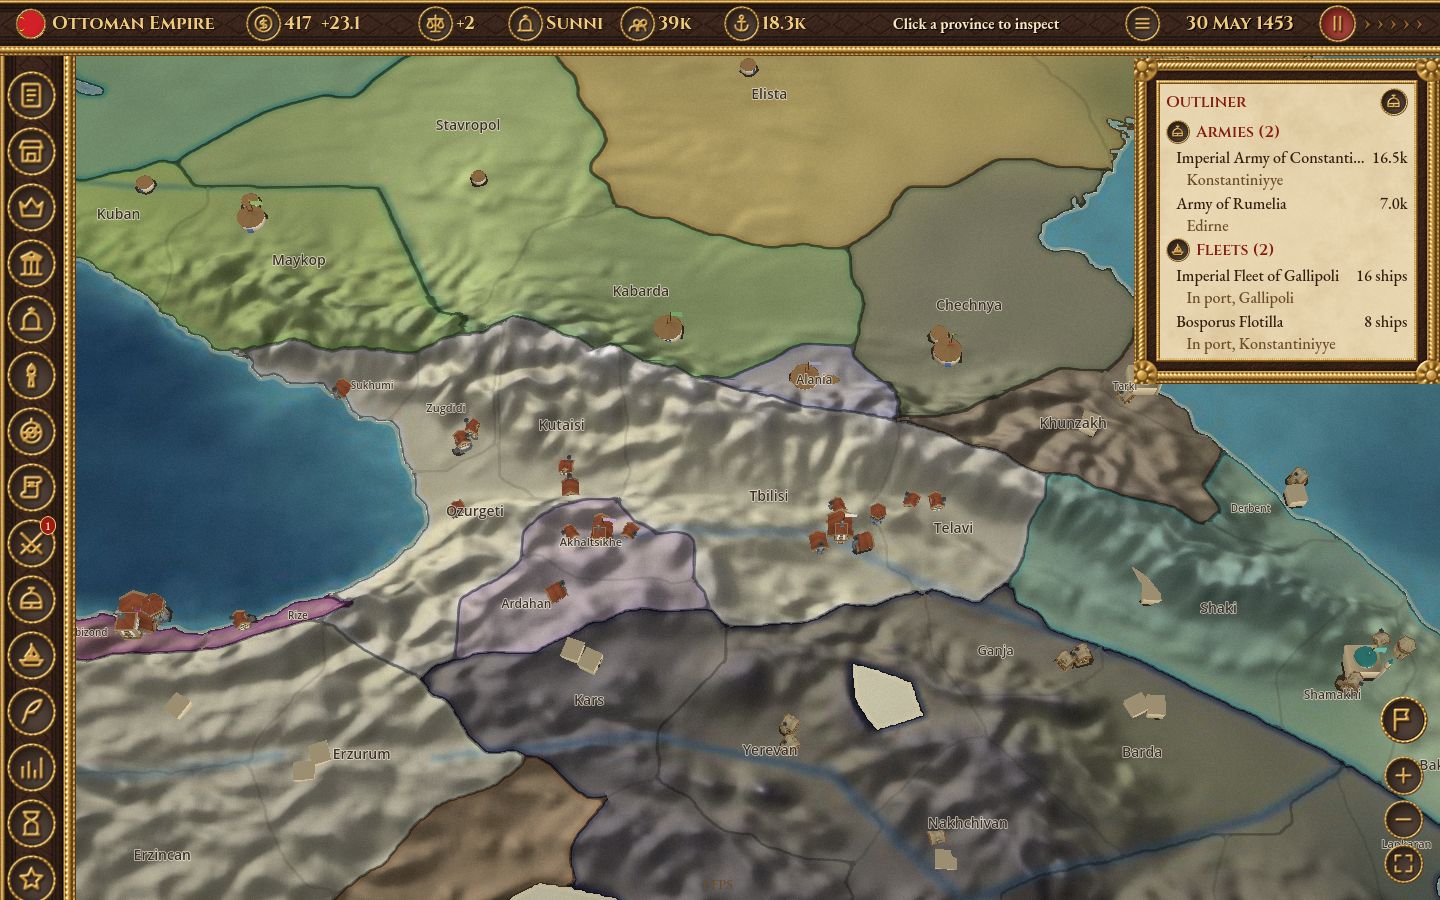 Ottoman Empire 417 +23.1 +2 Sunni 39k 18.3k Click a province to inspect 30 May 1453
Outliner
Armies (2)
Imperial Army of Constanti... 16.5k
Konstantiniyye
Army of Rumelia 7.0k
Edirne
Fleets (2)
Imperial Fleet of Gallipoli 16 ships
In port, Gallipoli
Bosporus Flotilla 8 ships
In port, Konstantiniyye
1
Elista
Stavropol
Kuban
Maykop
Kabarda
Chechnya
Alania
Sukhumi
Zugdidi
Kutaisi
Khunzakh
Tbilisi
Ozurgeti
Telavi
Derbent
Akhaltsikhe
Ardahan
Rize
bizond
Shaki
Ganja
Kars
Shamakhi
Yerevan
Barda
Erzurum
Bak
Nakhchivan
Erzincan